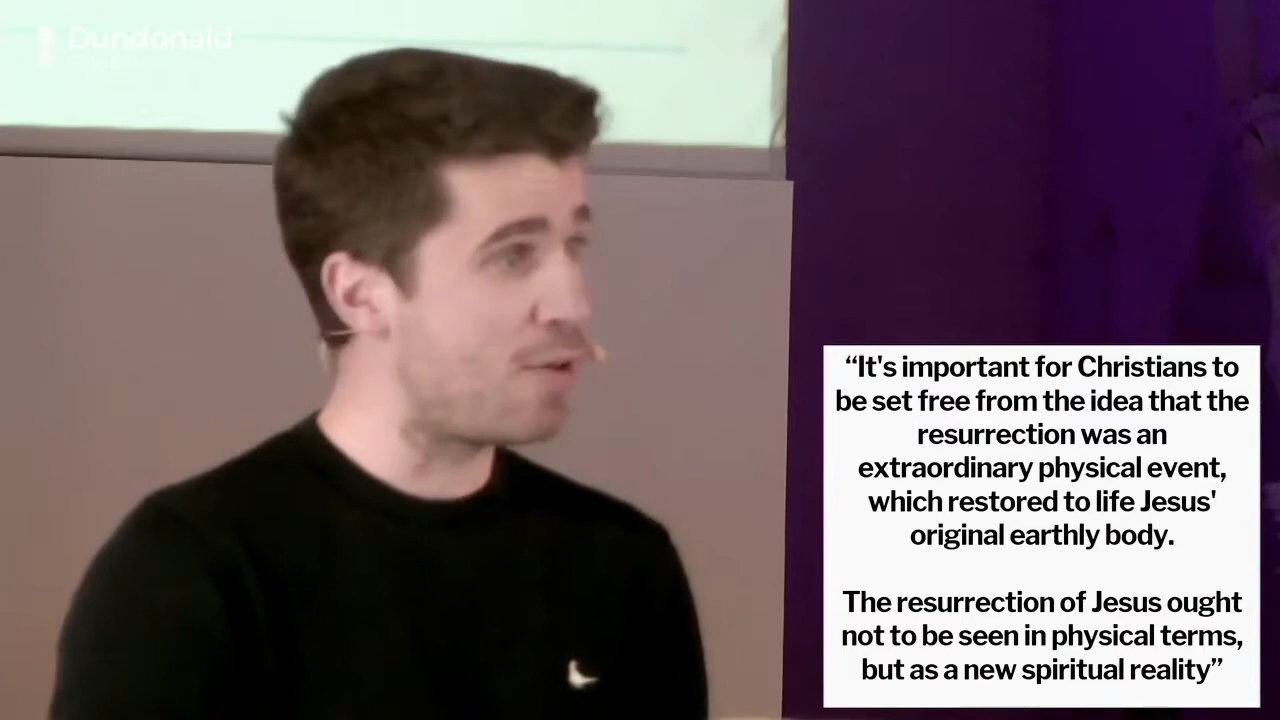 Dundonald
“It's important for Christians to
be set free from the idea that the
resurrection was an
extraordinary physical event,
which restored to life Jesus'
original earthly body.
The resurrection of Jesus ought
not to be seen in physical terms,
but as a new spiritual reality”